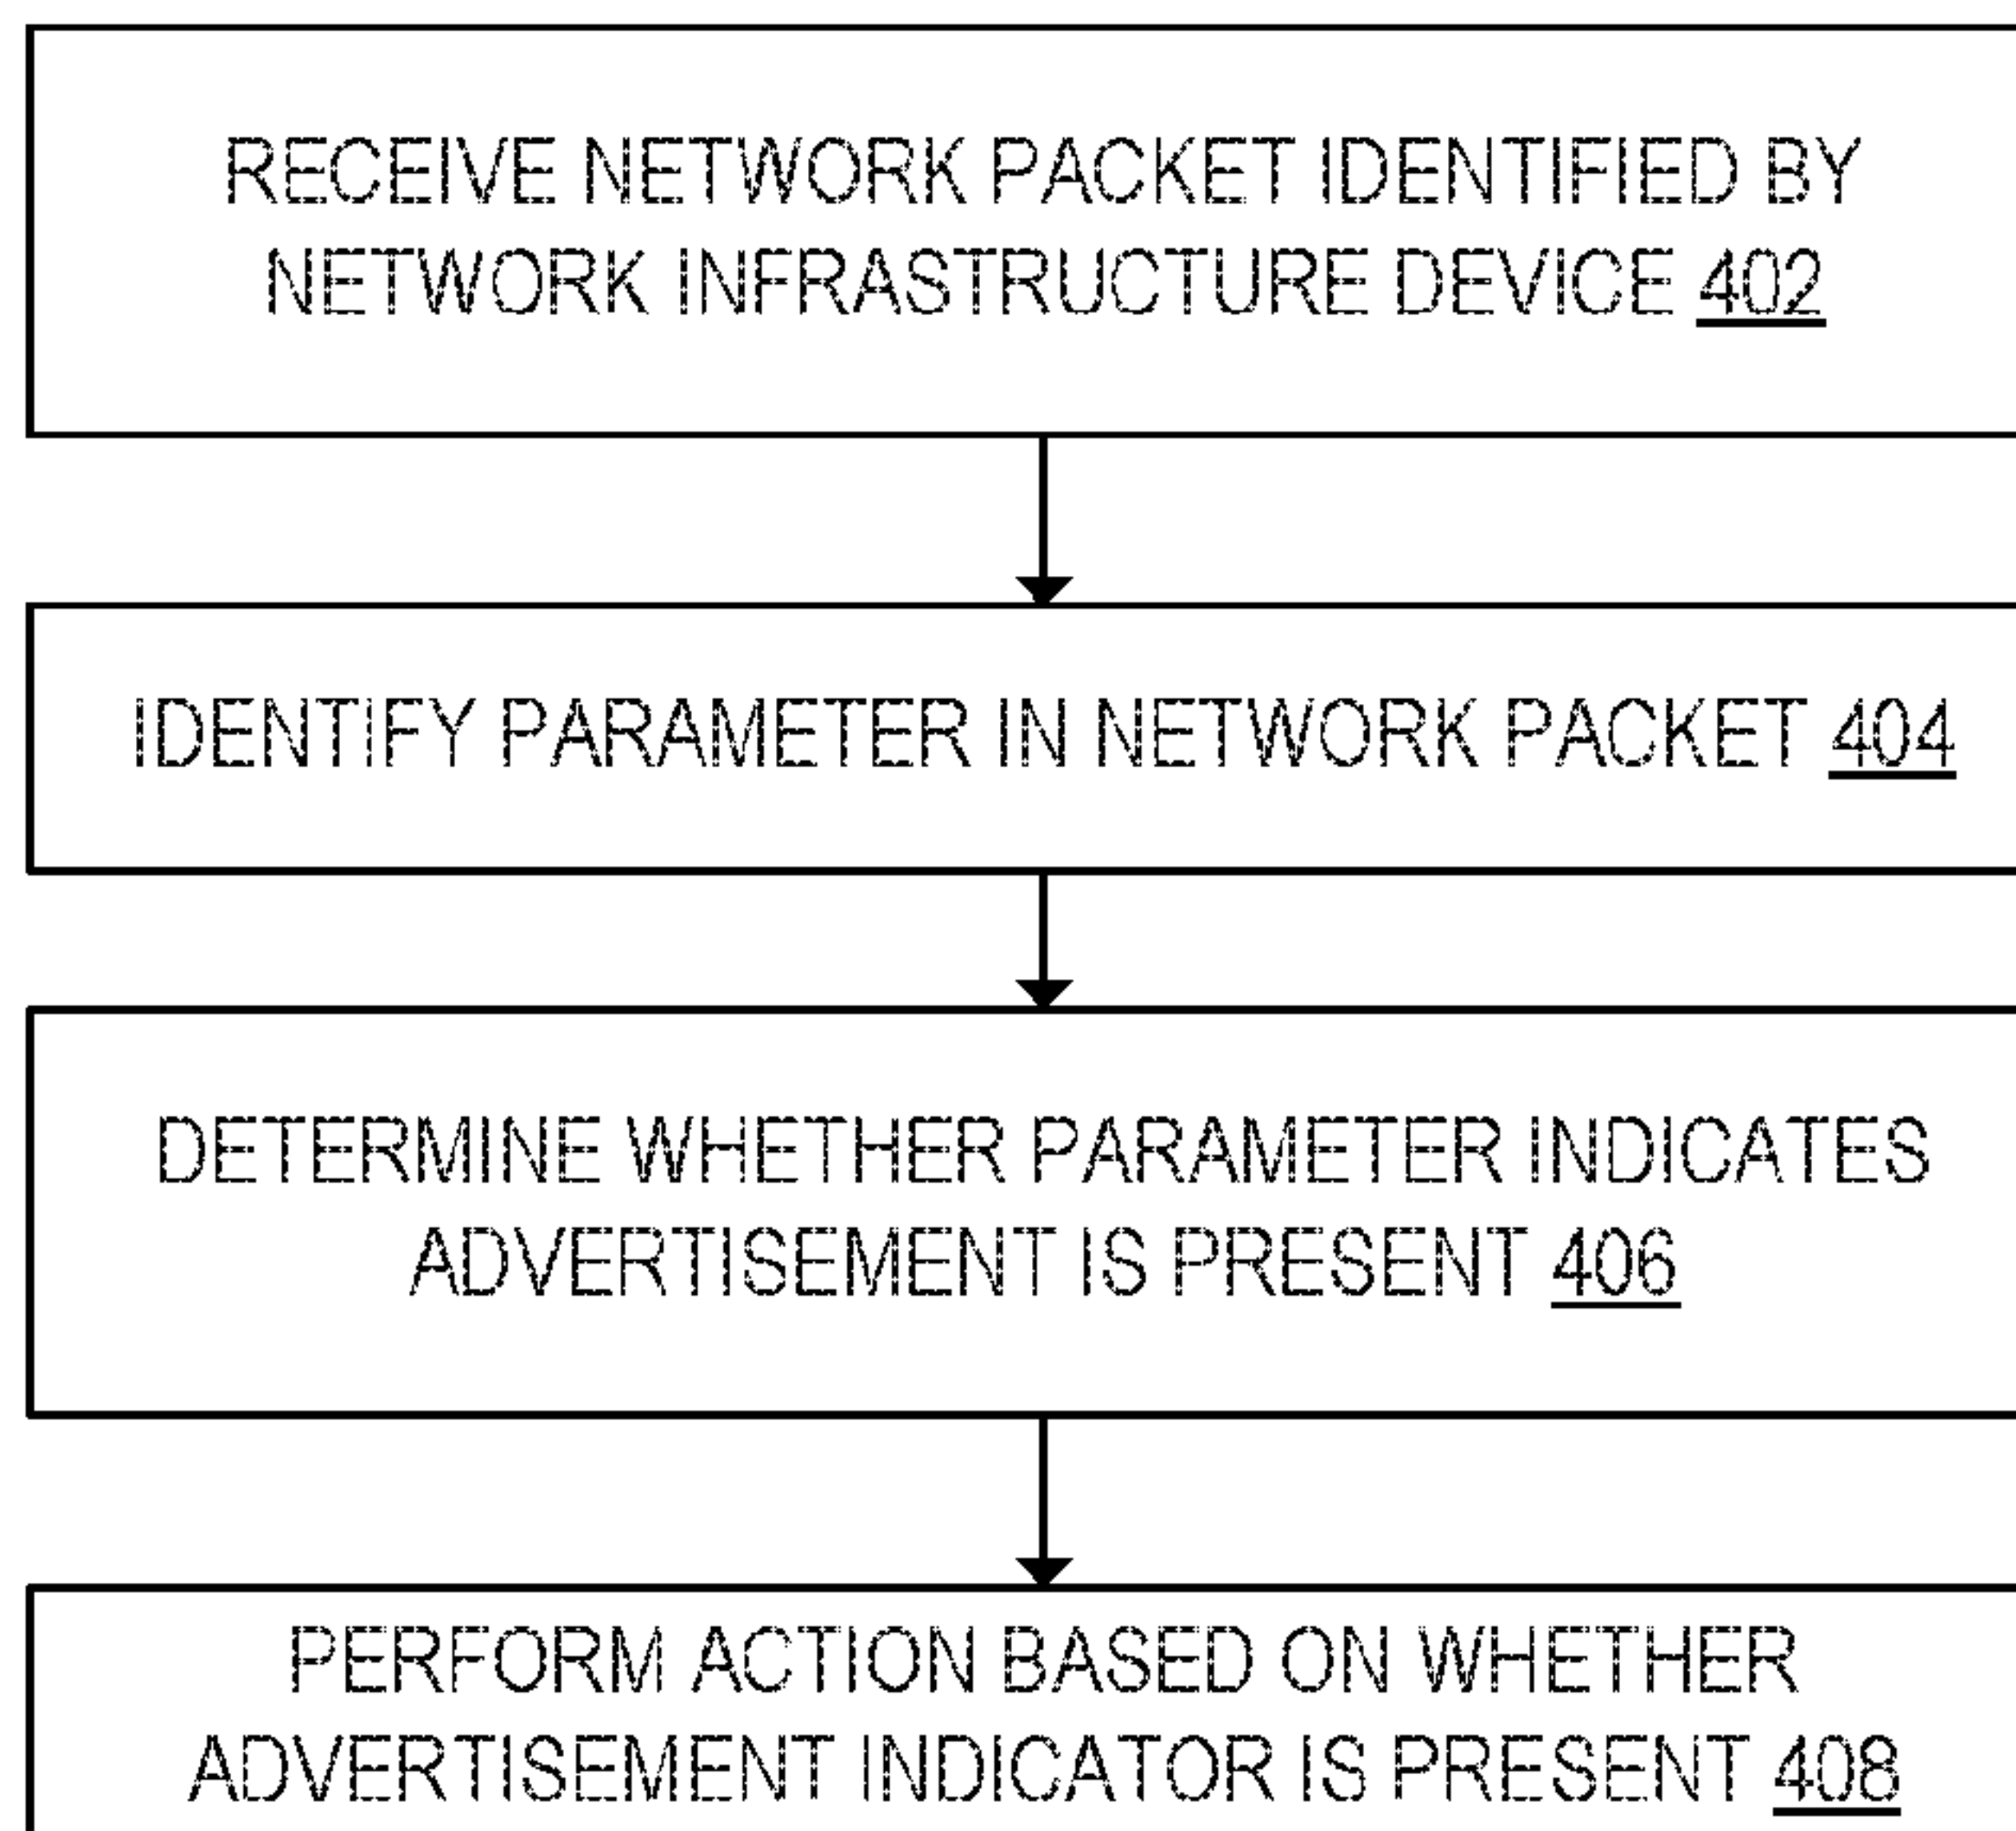 RECEIVE NETWORK PACKET IDENTIFIED BY
NETWORK INFRASTRUCTURE DEVICE 402
IDENTIFY PARAMETER IN NETWORK PACKET 404
DETERMINE WHETHER PARAMETER INDICATES
ADVERTISEMENT IS PRESENT 406
PERFORM ACTION BASED ON WHETHER
ADVERTISEMENT INDICATOR IS PRESENT 408